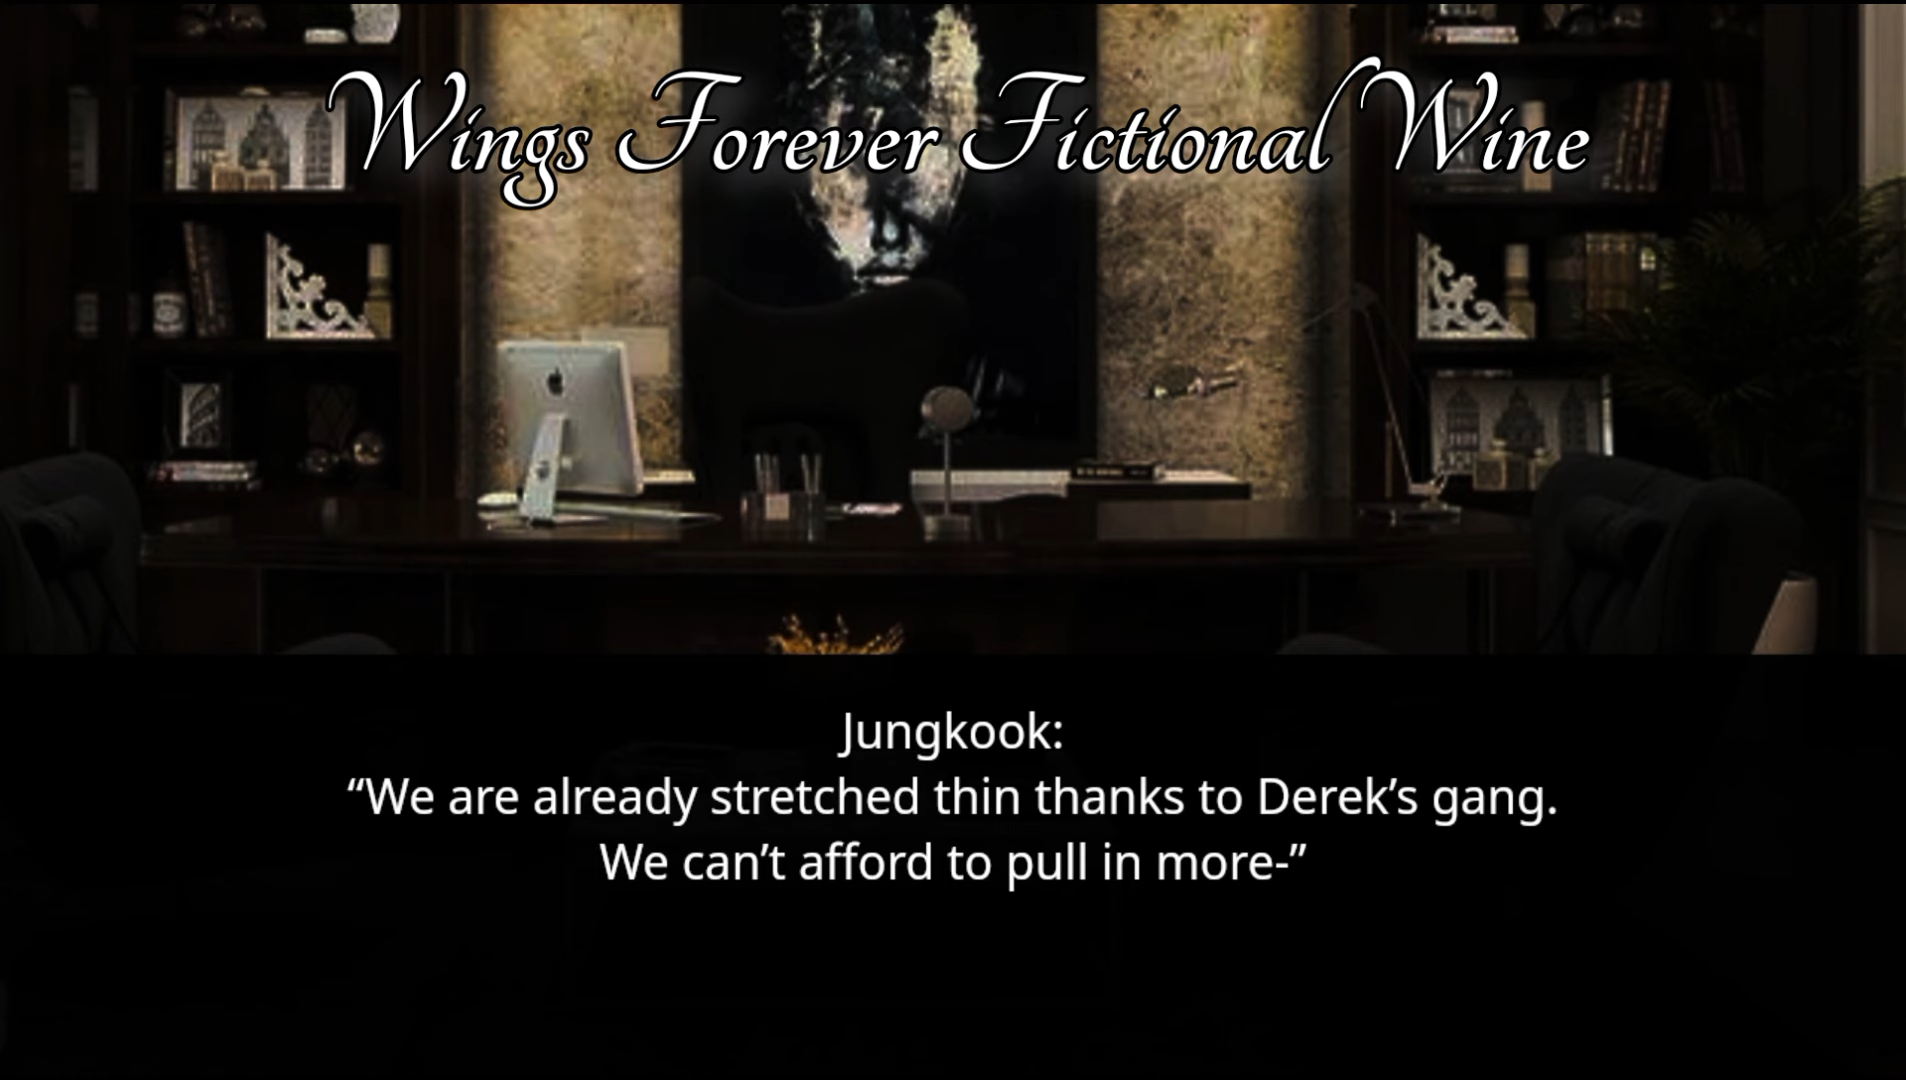 Wings Forever Fictional Wine
Jungkook:
“We are already stretched thin thanks to Derek’s gang.
We can’t afford to pull in more-”